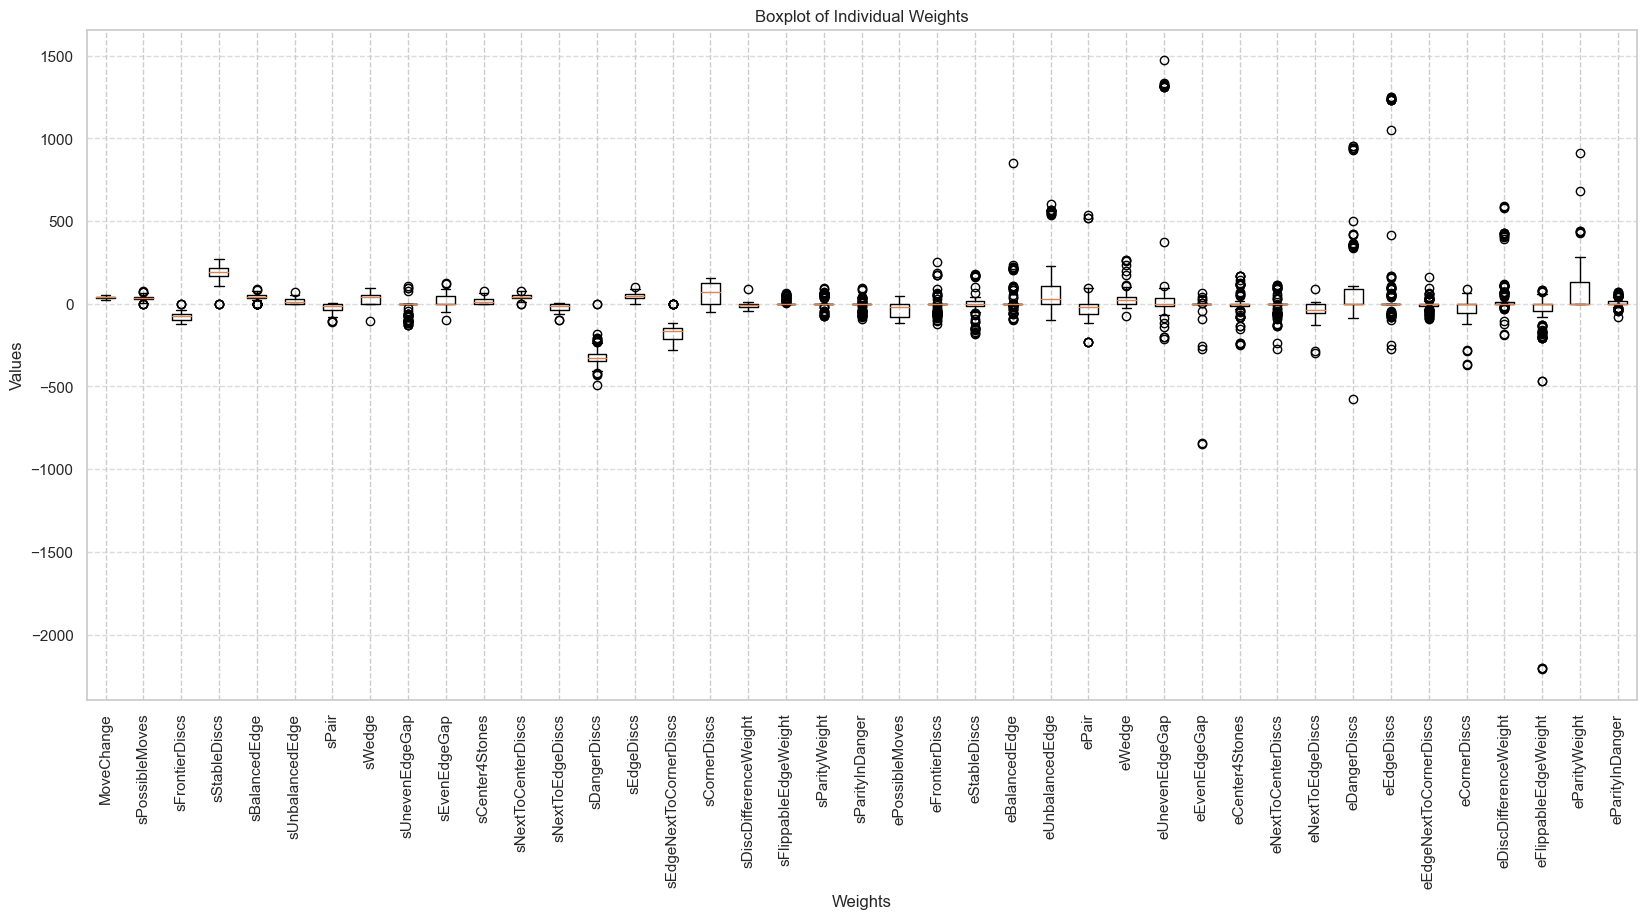 Boxplot of Individual Weights
1500
1000
500
0
−500
−1000
−1500
−2000
Values
MoveChange
sPossibleMoves
sFrontierDiscs
sStableDiscs
sBalancedEdge
sUnbalancedEdge
sPair
sWedge
sUnevenEdgeGap
sEvenEdgeGap
sCenter4Stones
sNextToCenterDiscs
sNextToEdgeDiscs
sDangerDiscs
sEdgeDiscs
sEdgeNextToCornerDiscs
sCornerDiscs
sDiscDifferenceWeight
sFlippableEdgeWeight
sParityWeight
sParityInDanger
ePossibleMoves
eFrontierDiscs
eStableDiscs
eBalancedEdge
eUnbalancedEdge
ePair
eWedge
eUnevenEdgeGap
eEvenEdgeGap
eCenter4Stones
eNextToCenterDiscs
eNextToEdgeDiscs
eDangerDiscs
eEdgeDiscs
eEdgeNextToCornerDiscs
eCornerDiscs
eDiscDifferenceWeight
eFlippableEdgeWeight
eParityWeight
eParityInDanger
Weights